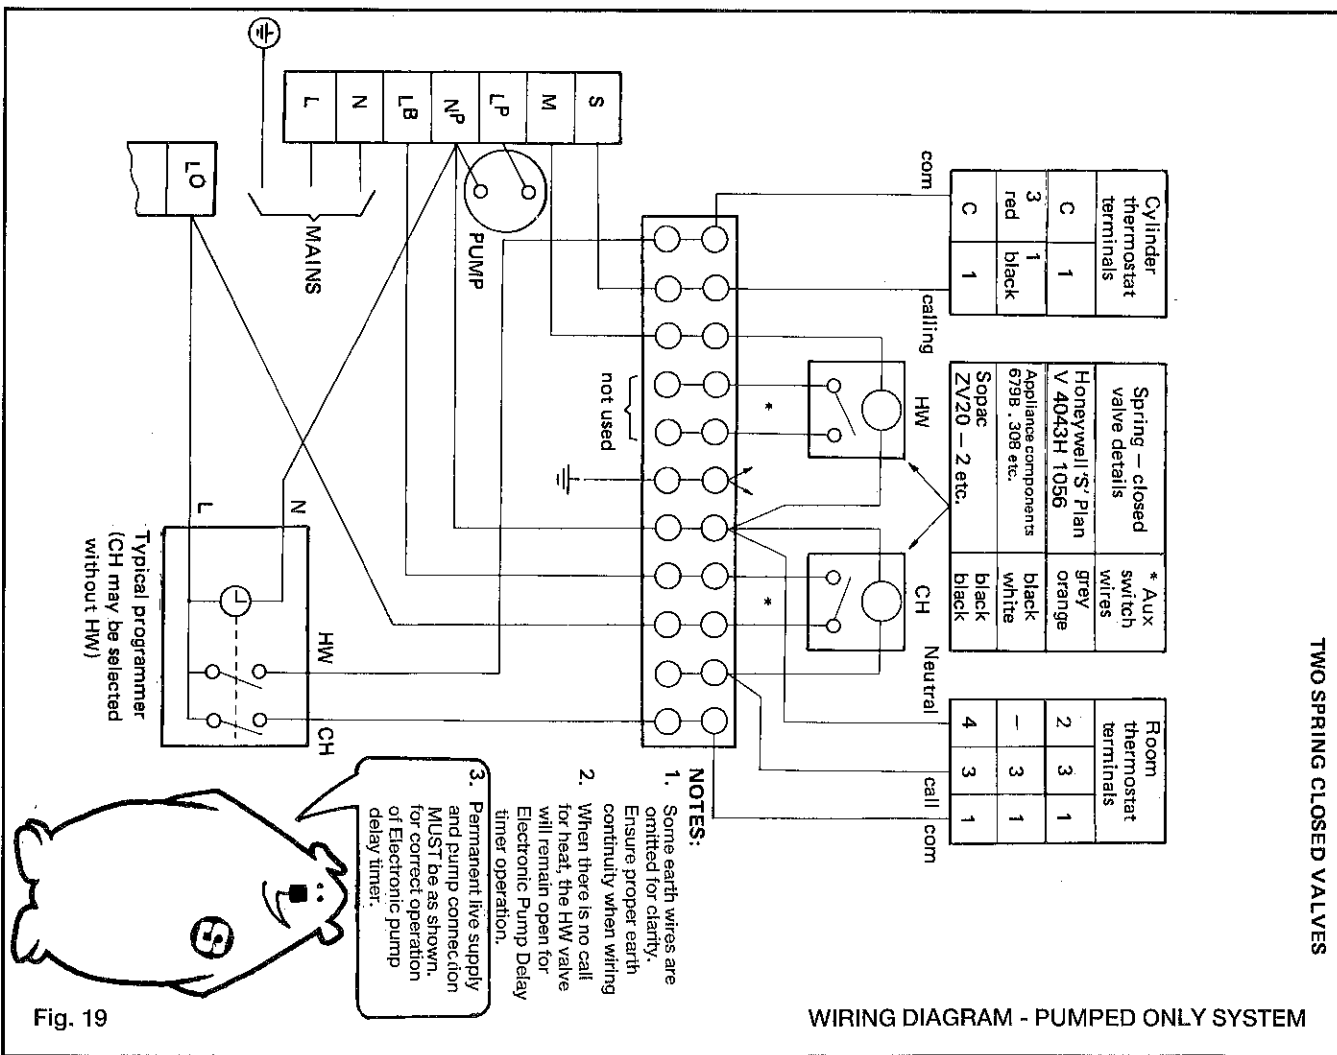 TWO SPRING CLOSED VALVES
Cylinder
thermostat
terminals
C 1
3 1
red black
C 1
com
calling
Spring – closed
valve details
* Aux
switch
wires
Honeywell 'S' Plan
V 4043H 1056
grey
orange
Appliance components
679B . 308 etc.
black
white
Sopac
ZV20 – 2 etc.
black
black
Room
thermostat
terminals
2 3 1
– 3 1
4 3 1
Neutral
call
com
HW
CH
*
*
not used
S
M
LP
NP
LB
N
L
PUMP
MAINS
LO
L
N
HW
CH
Typical programmer
(CH may be selected
without HW)
NOTES:
1. Some earth wires are
omitted for clarity.
Ensure proper earth
continuity when wiring
2. When there is no call
for heat, the HW valve
will remain open for
Electronic Pump Delay
timer operation.
3. Permanent live supply
and pump connection
MUST be as shown.
for correct operation
of Electronic pump
delay timer.
Fig. 19
WIRING DIAGRAM - PUMPED ONLY SYSTEM